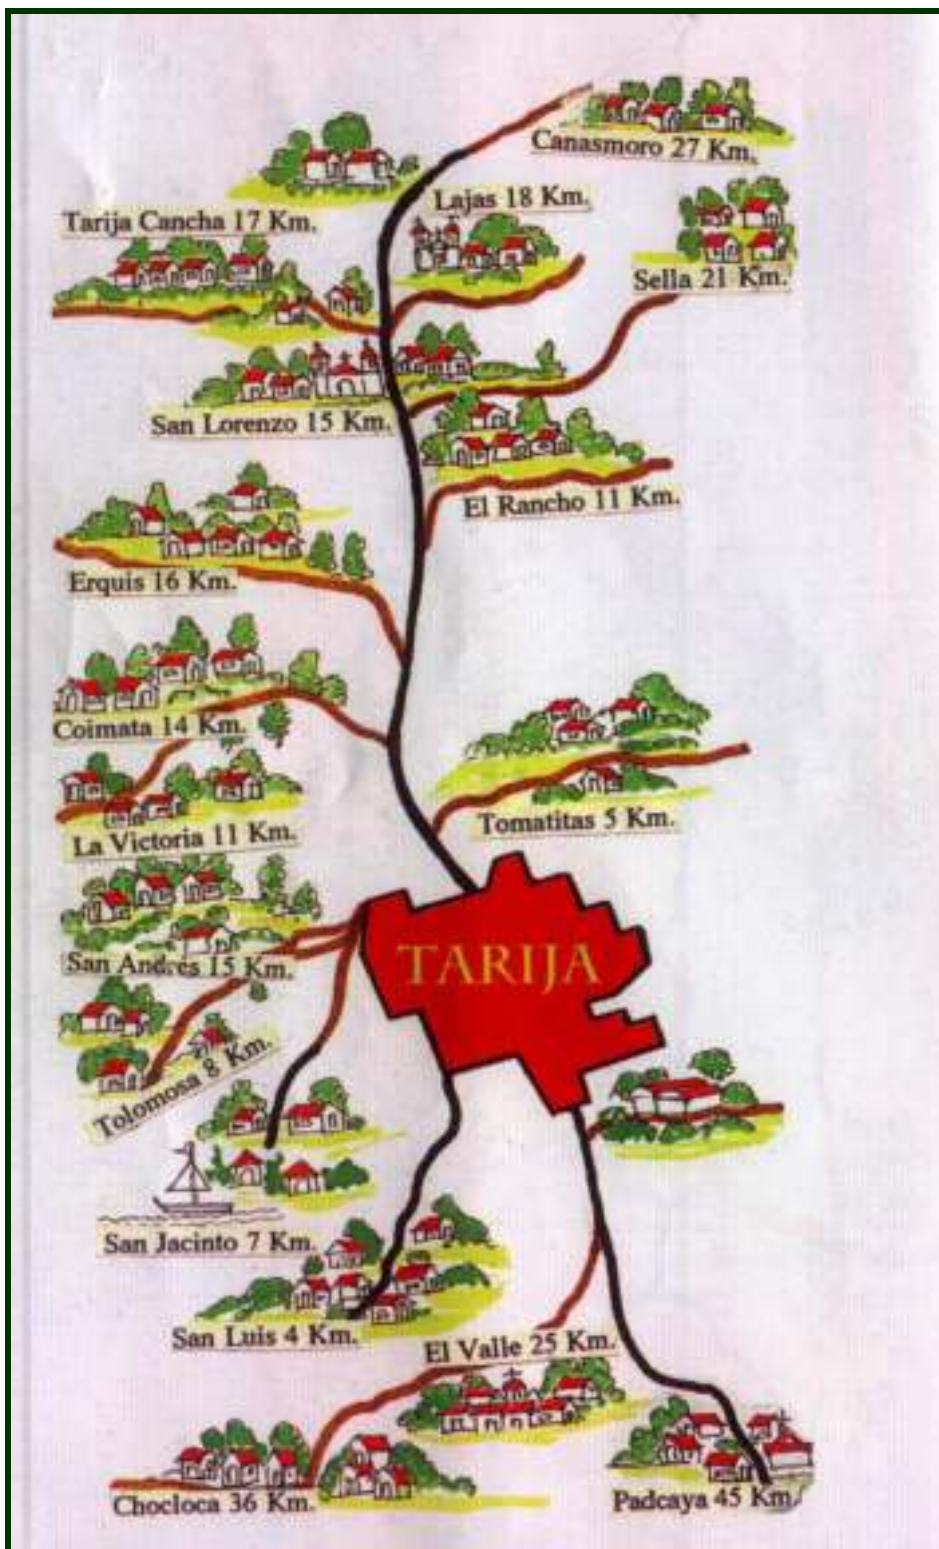 Canasmoro 27 Km.
Lajas 18 Km.
Tarija Cancha 17 Km.
Sella 21 Km.
San Lorenzo 15 Km.
El Rancho 11 Km.
Erquis 16 Km.
Coimata 14 Km.
Tomatitas 5 Km.
La Victoria 11 Km.
TARIJA
San Andrés 15 Km.
Tolomosa 8 Km.
San Jacinto 7 Km.
San Luis 4 Km.
El Valle 25 Km.
Chocloca 36 Km.
Padcaya 45 Km.